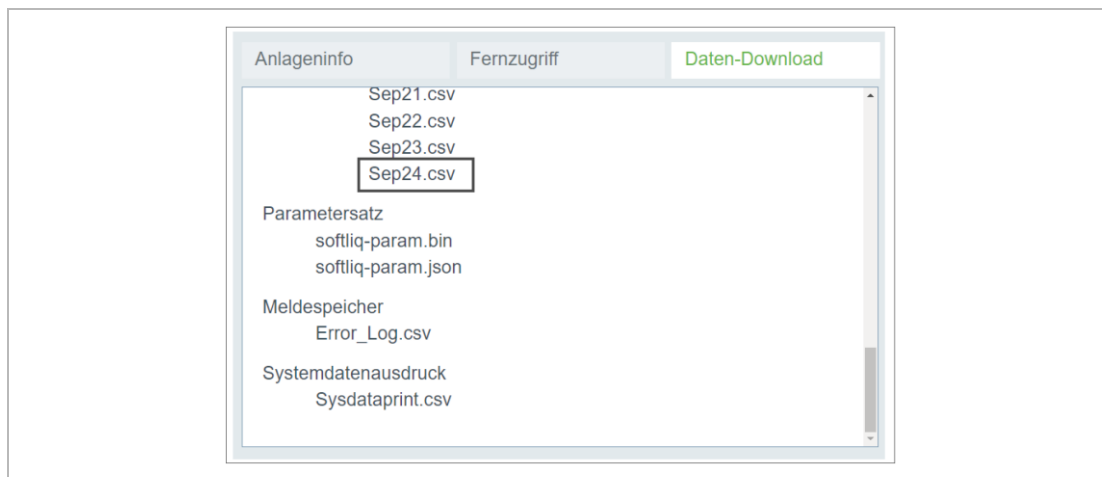 Anlageninfo Fernzugriff Daten-Download
Sep21.csv
Sep22.csv
Sep23.csv
Sep24.csv
Parametersatz
softliq-param.bin
softliq-param.json
Meldespeicher
Error_Log.csv
Systemdatenausdruck
Sysdataprint.csv